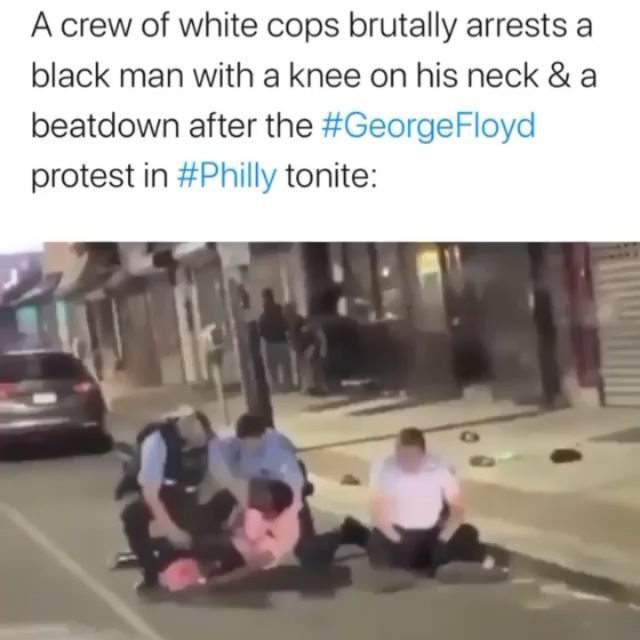 A crew of white cops brutally arrests a
black man with a knee on his neck & a
beatdown after the #GeorgeFloyd
protest in #Philly tonite: